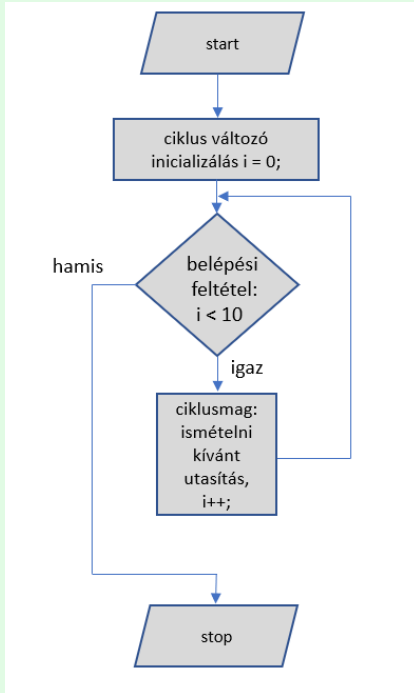 start
ciklus változó
inicializálás i = 0;
hamis
belépési
feltétel:
i < 10
igaz
ciklusmag:
ismételni
kívánt
utasítás,
i++;
stop